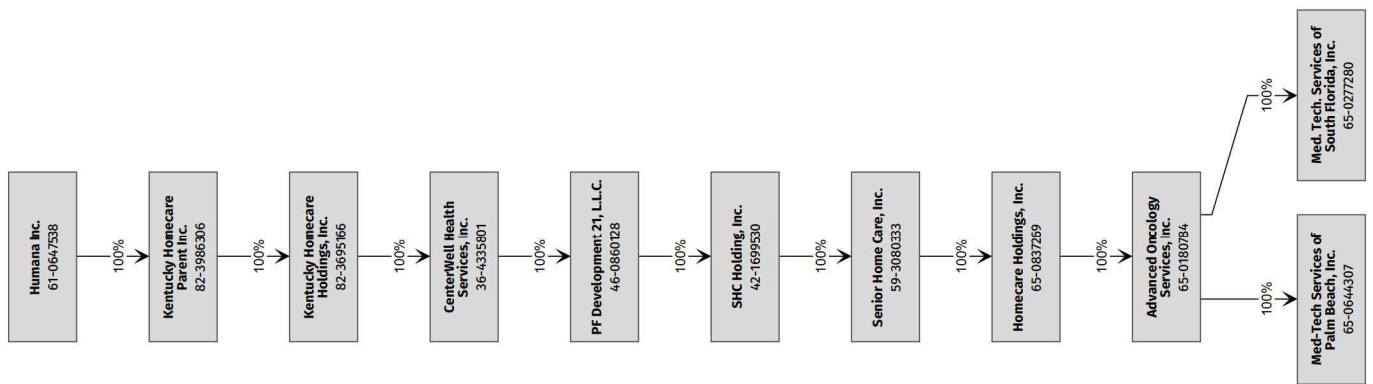 Humana Inc.
61-0647538
100%
Kentucky Homecare
Parent Inc.
82-3986306
100%
Kentucky Homecare
Holdings, Inc.
82-3695166
100%
CenterWell Health
Services, Inc.
36-4335801
100%
PF Development 21, L.L.C.
46-0860128
100%
SHC Holding, Inc.
42-1699530
100%
Senior Home Care, Inc.
59-3080333
100%
Homecare Holdings, Inc.
65-0837269
100%
Advanced Oncology
Services, Inc.
65-0180784
100%
Med-Tech Services of
Palm Beach, Inc.
65-0644307
100%
Med. Tech. Services of
South Florida, Inc.
65-0277280